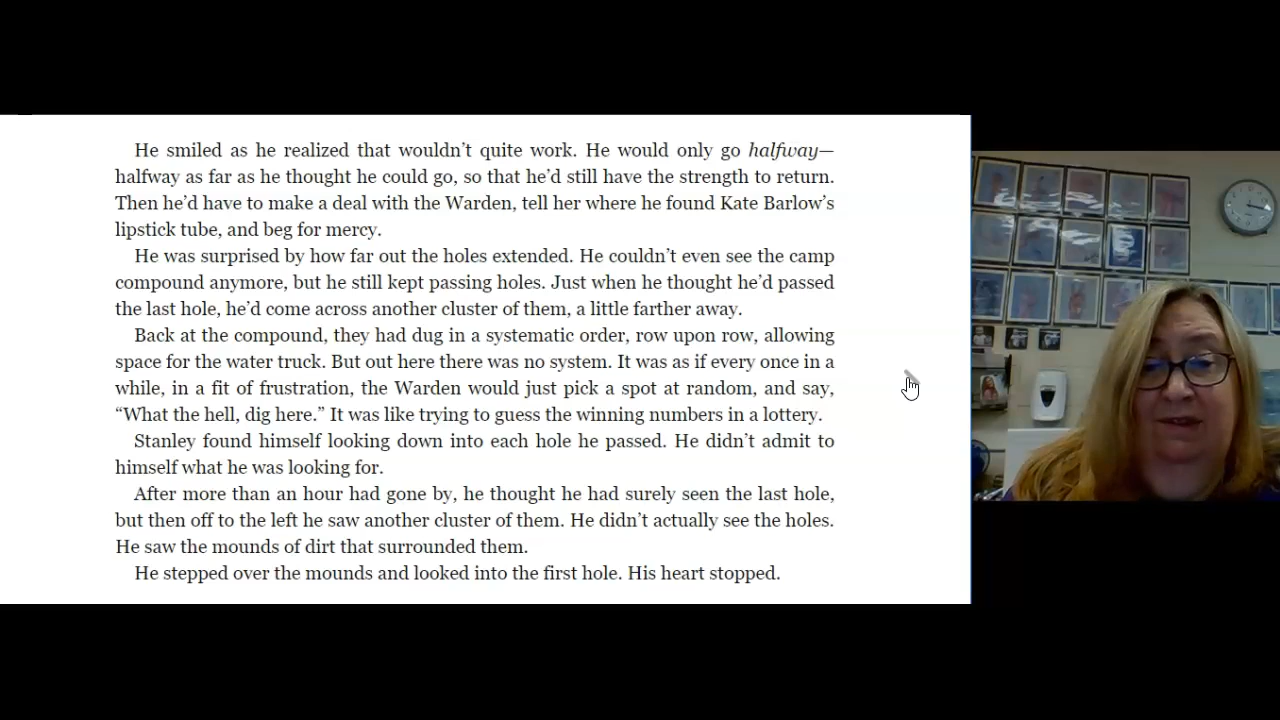 He smiled as he realized that wouldn’t quite work. He would only go halfway—
halfway as far as he thought he could go, so that he’d still have the strength to return.
Then he’d have to make a deal with the Warden, tell her where he found Kate Barlow’s
lipstick tube, and beg for mercy.
He was surprised by how far out the holes extended. He couldn’t even see the camp
compound anymore, but he still kept passing holes. Just when he thought he’d passed
the last hole, he’d come across another cluster of them, a little farther away.
Back at the compound, they had dug in a systematic order, row upon row, allowing
space for the water truck. But out here there was no system. It was as if every once in a
while, in a fit of frustration, the Warden would just pick a spot at random, and say,
“What the hell, dig here.” It was like trying to guess the winning numbers in a lottery.
Stanley found himself looking down into each hole he passed. He didn’t admit to
himself what he was looking for.
After more than an hour had gone by, he thought he had surely seen the last hole,
but then off to the left he saw another cluster of them. He didn’t actually see the holes.
He saw the mounds of dirt that surrounded them.
He stepped over the mounds and looked into the first hole. His heart stopped.